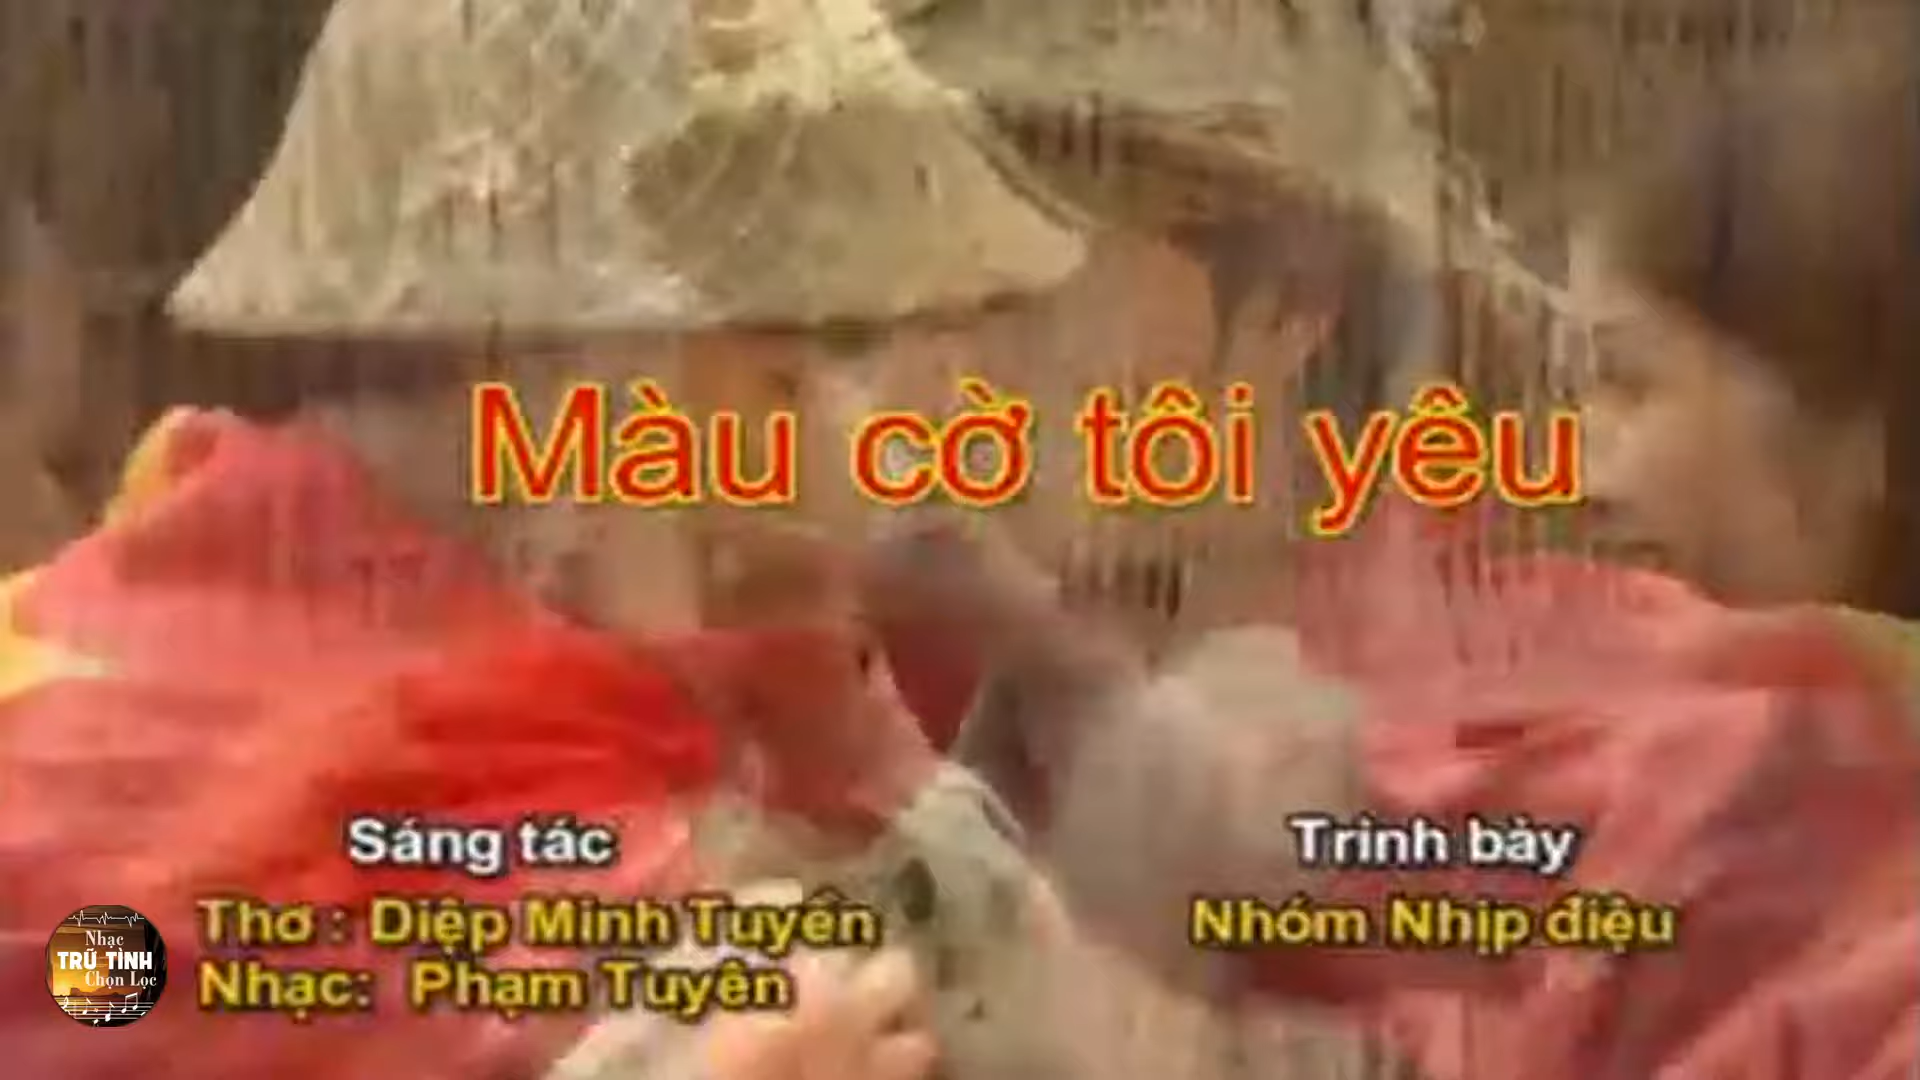 Màu cờ tôi yêu
Sáng tác
Thơ : Diệp Minh Tuyền
Nhạc: Phạm Tuyên
Trình bày
Nhóm Nhịp điệu
Nhạc
TRỮ TÌNH
Chọn Lọc